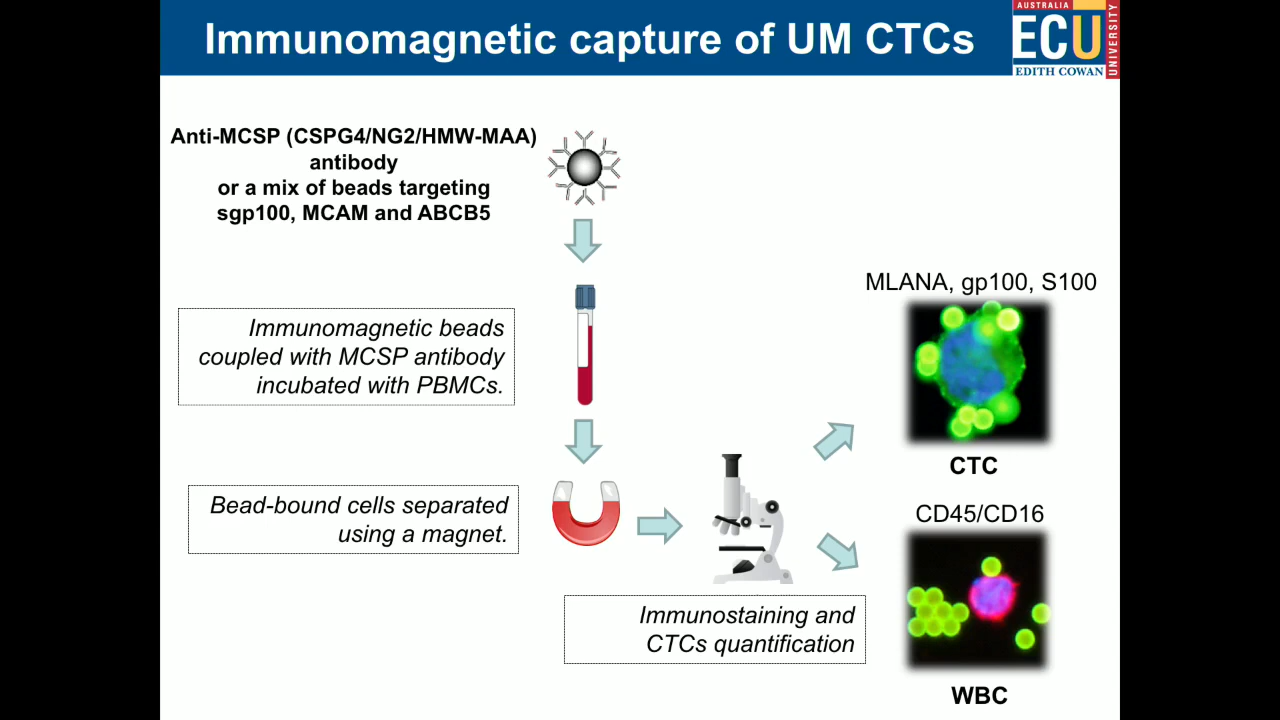 Immunomagnetic capture of UM CTCs
AUSTRALIA
ECU
EDITH COWAN
UNIVERSITY
Anti-MCSP (CSPG4/NG2/HMW-MAA)
antibody
or a mix of beads targeting
sgp100, MCAM and ABCB5
Immunomagnetic beads
coupled with MCSP antibody
incubated with PBMCs.
Bead-bound cells separated
using a magnet.
Immunostaining and
CTCs quantification
MLANA, gp100, S100
CTC
CD45/CD16
WBC